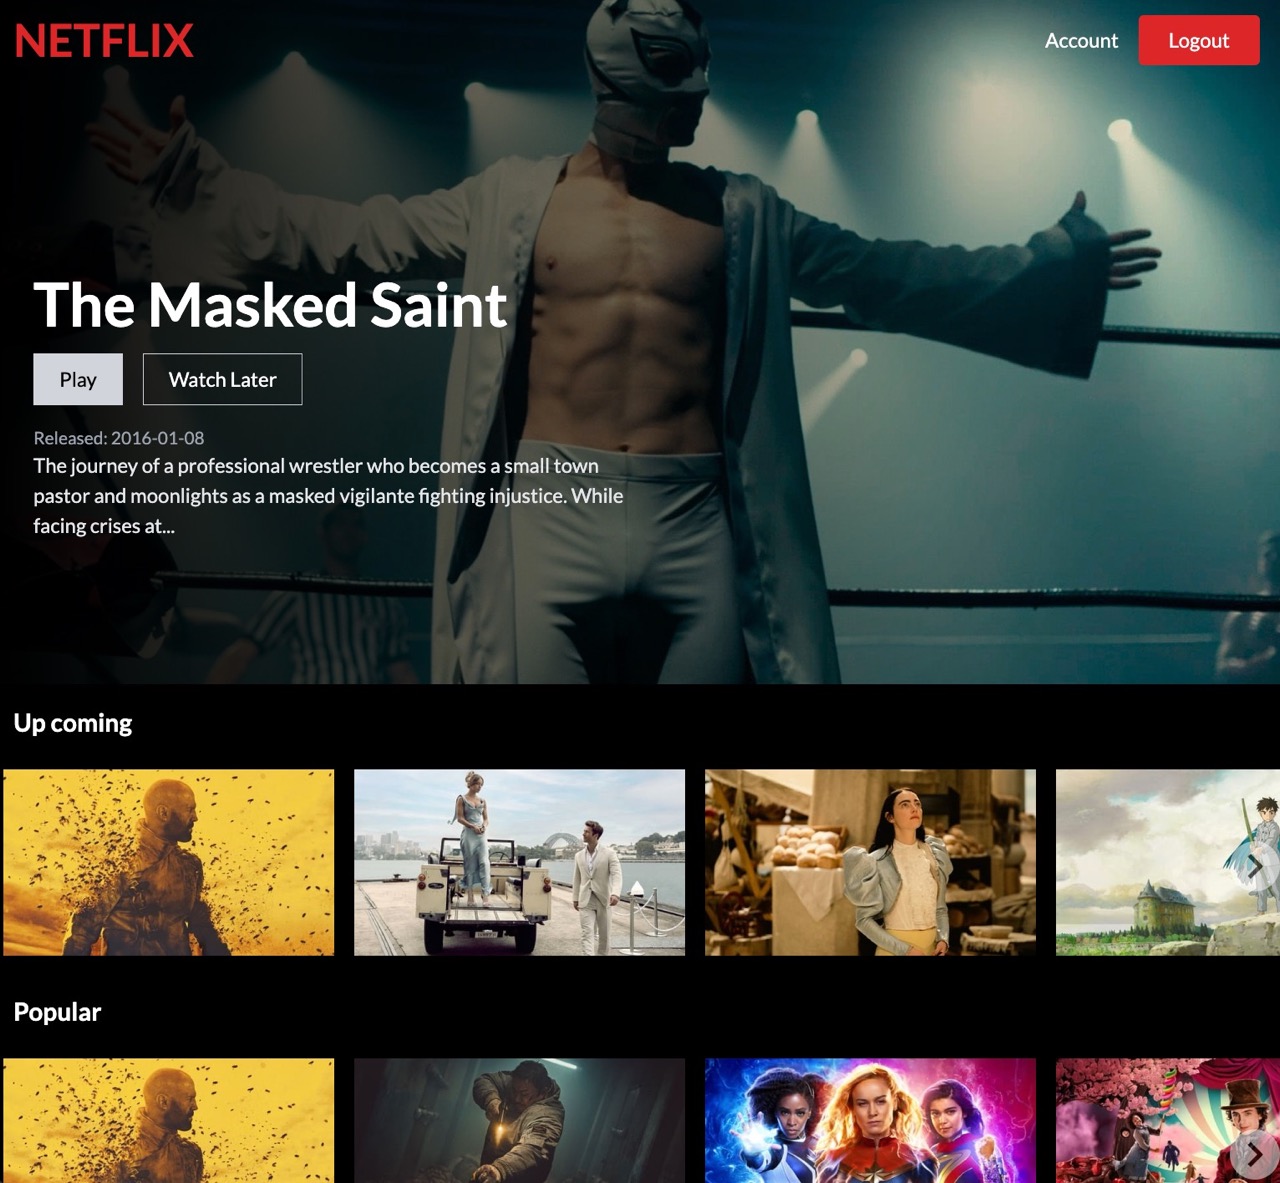 NETFLIX
Account
Logout
The Masked Saint
Play
Watch Later
Released: 2016-01-08
The journey of a professional wrestler who becomes a small town
pastor and moonlights as a masked vigilante fighting injustice. While
facing crises at...
Up coming
Popular